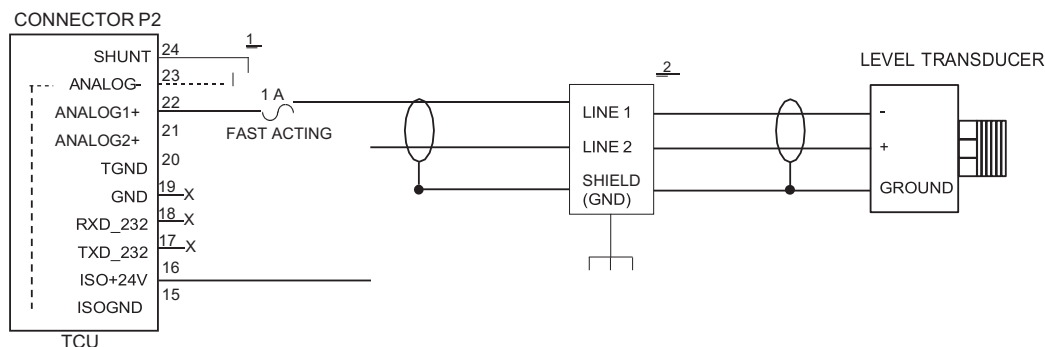 CONNECTOR P2
SHUNT 24 1
ANALOG- 23
ANALOG1+ 22
1 A
FAST ACTING
ANALOG2+ 21
TGND 20
GND 19 X
RXD_232 18 X
TXD_232 17 X
ISO+24V 16
ISOGND 15
TCU
2
LINE 1
LINE 2
SHIELD
(GND)
LEVEL TRANSDUCER
-
+
GROUND